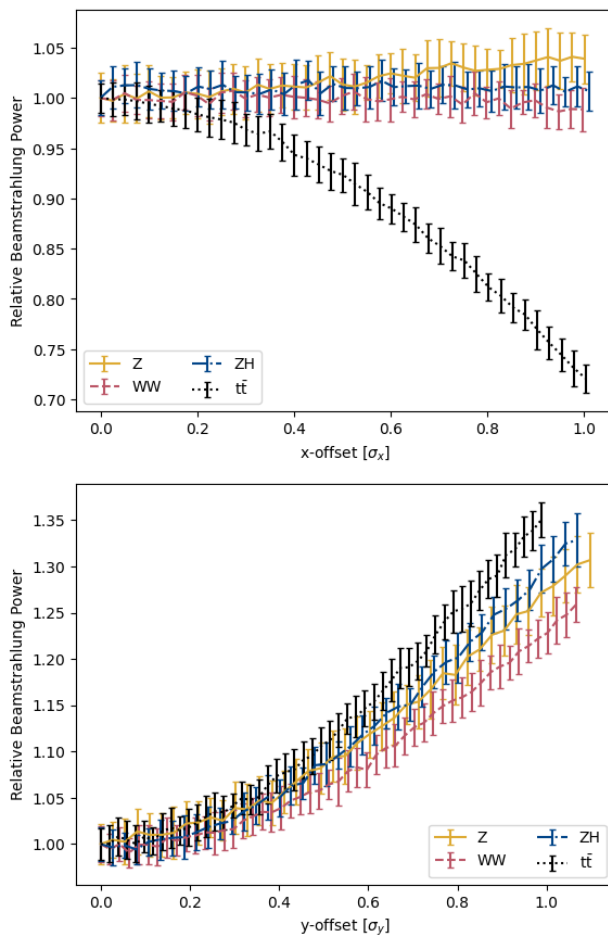 Relative Beamstrahlung Power
1.05
1.00
0.95
0.90
0.85
0.80
0.75
0.70
Z
ZH
WW
tt̄
0.0 0.2 0.4 0.6 0.8 1.0
x-offset [σx]
Relative Beamstrahlung Power
1.35
1.30
1.25
1.20
1.15
1.10
1.05
1.00
Z
ZH
WW
tt̄
0.0 0.2 0.4 0.6 0.8 1.0
y-offset [σy]